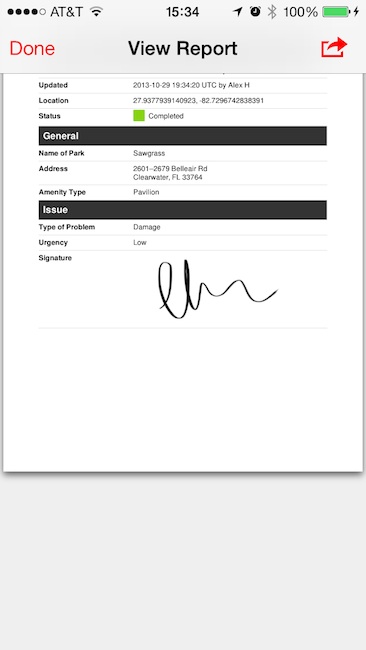 AT&T 15:34 100%
Done View Report
Updated 2013-10-29 19:34:20 UTC by Alex H
Location 27.9377939140923, -82.7296742838391
Status Completed
General
Name of Park Sawgrass
Address 2601–2679 Belleair Rd
Clearwater, FL 33764
Amenity Type Pavilion
Issue
Type of Problem Damage
Urgency Low
Signature